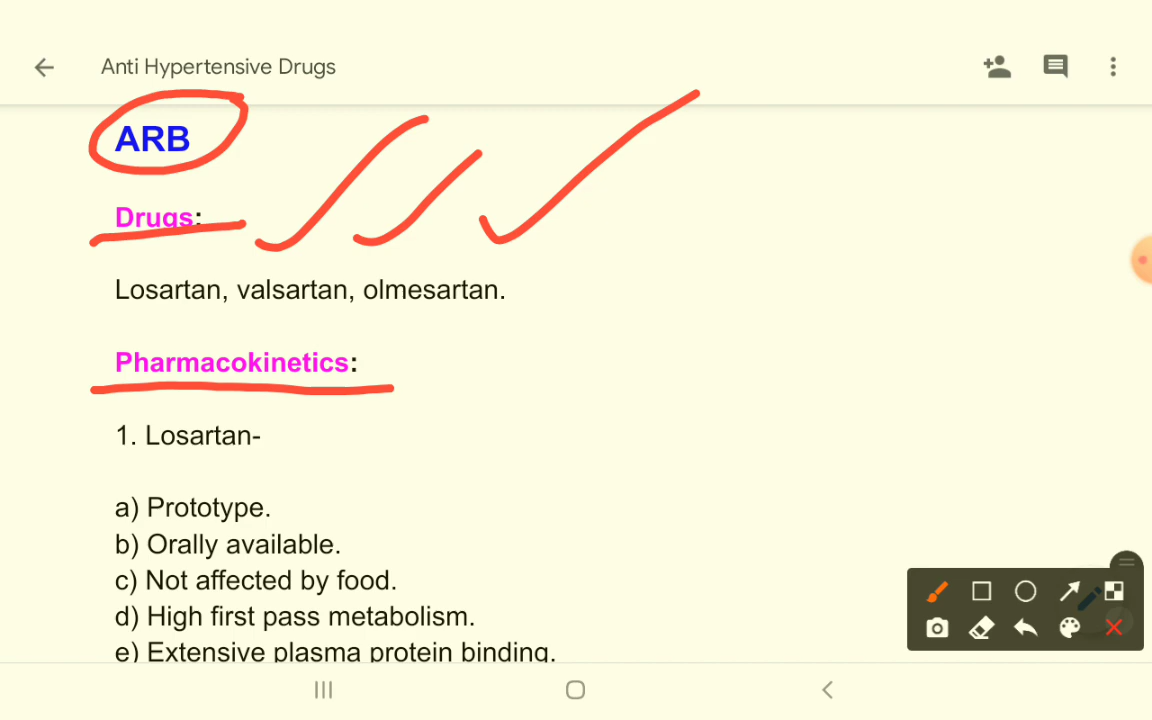 Anti Hypertensive Drugs
ARB
Drugs:
Losartan, valsartan, olmesartan.
Pharmacokinetics:
1. Losartan-
a) Prototype.
b) Orally available.
c) Not affected by food.
d) High first pass metabolism.
e) Extensive plasma protein binding.